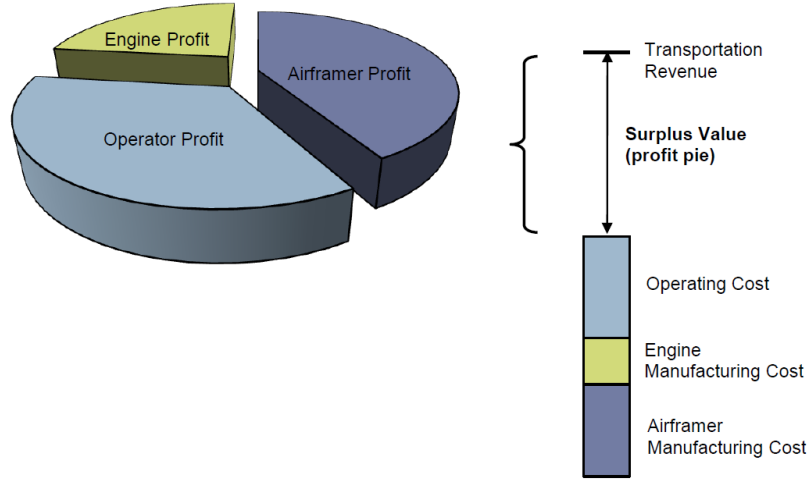 Engine Profit
Airframer Profit
Operator Profit
Transportation
Revenue
Surplus Value
(profit pie)
Operating Cost
Engine
Manufacturing Cost
Airframer
Manufacturing Cost